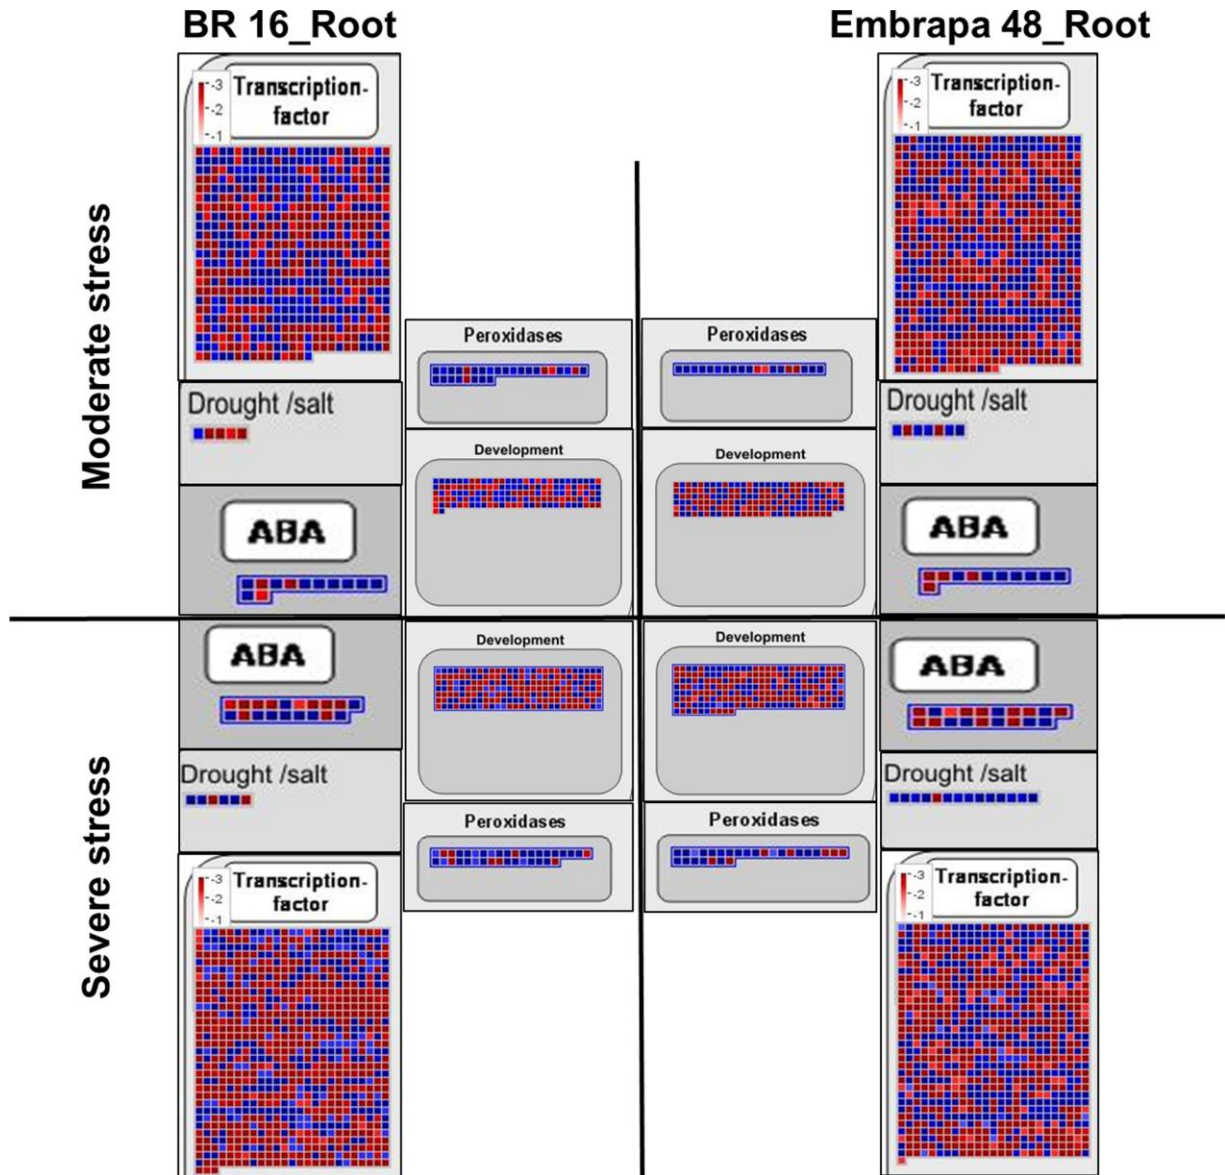 BR 16_Root
Embrapa 48_Root
Moderate stress
-3
-2
-1
Transcription-
factor
Drought /salt
ABA
Peroxidases
Development
Peroxidases
Development
-3
-2
-1
Transcription-
factor
Drought /salt
ABA
Severe stress
ABA
Drought /salt
-3
-2
-1
Transcription-
factor
Development
Peroxidases
Development
Peroxidases
ABA
Drought /salt
-3
-2
-1
Transcription-
factor